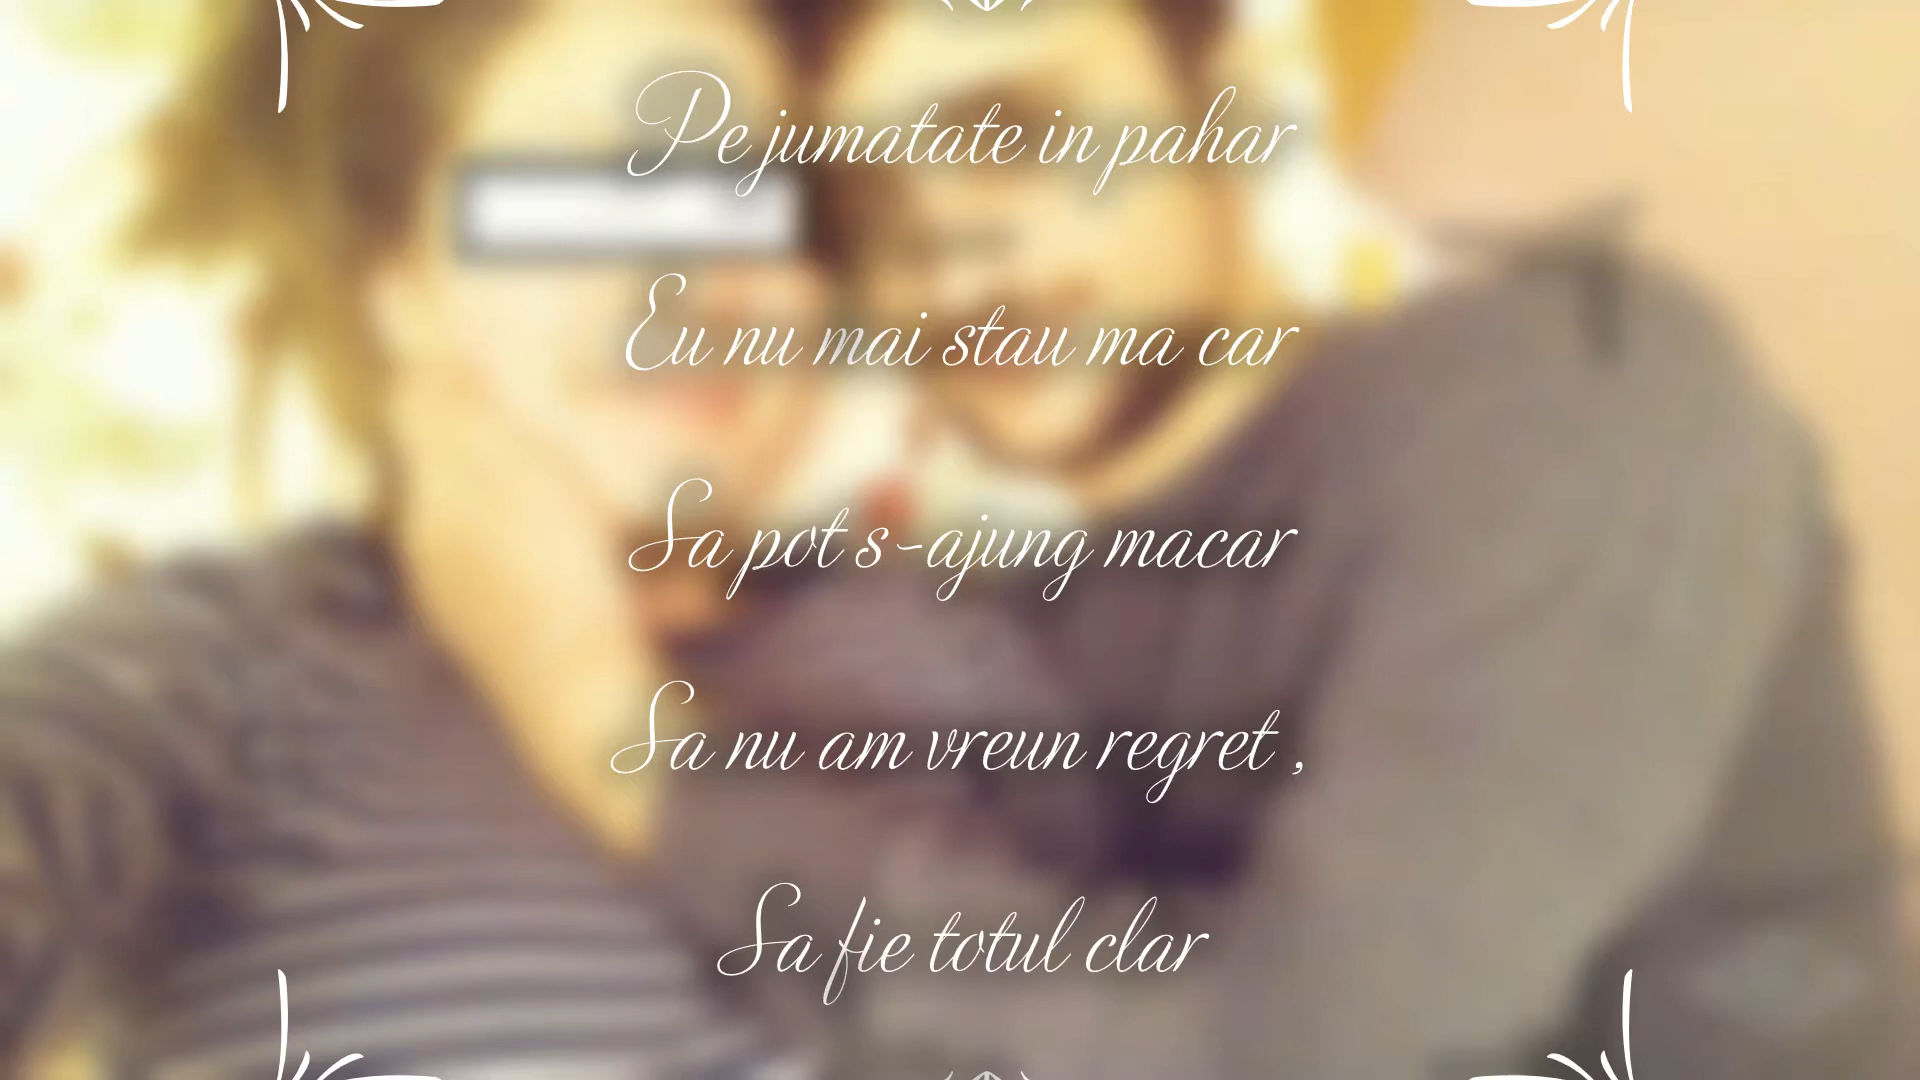 Pe jumatate in pahar
Eu nu mai stau ma car
Sa pot s-ajung macar
Sa nu am vreun regret ,
Sa fie totul clar